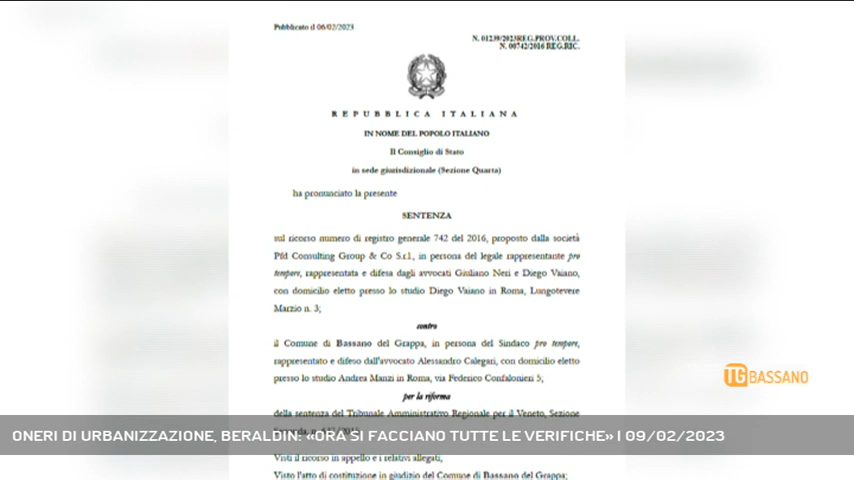 Pubblicato il 06/02/2023
N. 01239/2023REG.PROV.COLL.
N. 00742/2016 REG.RIC.
REPUBBLICA ITALIANA
IN NOME DEL POPOLO ITALIANO
Il Consiglio di Stato
in sede giurisdizionale (Sezione Quarta)
ha pronunciato la presente
SENTENZA
sul ricorso numero di registro generale 742 del 2016, proposto dalla società
Pfd Consulting Group & Co S.r.l., in persona del legale rappresentante pro
tempore, rappresentata e difesa dagli avvocati Giuliano Neri e Diego Vaiano,
con domicilio eletto presso lo studio Diego Vaiano in Roma, Lungotevere
Marzio n. 3;
contro
il Comune di Bassano del Grappa, in persona del Sindaco pro tempore,
rappresentato e difeso dall'avvocato Alessandro Calegari, con domicilio eletto
presso lo studio Andrea Manzi in Roma, via Federico Confalonieri 5;
per la riforma
della sentenza del Tribunale Amministrativo Regionale per il Veneto, Sezione
TG BASSANO
ONERI DI URBANIZZAZIONE, BERALDIN: «ORA SI FACCIANO TUTTE LE VERIFICHE» | 09/02/2023
Visti il ricorso in appello e i relativi allegati,
Visto l'atto di costituzione in giudizio del Comune di Bassano del Grappa;